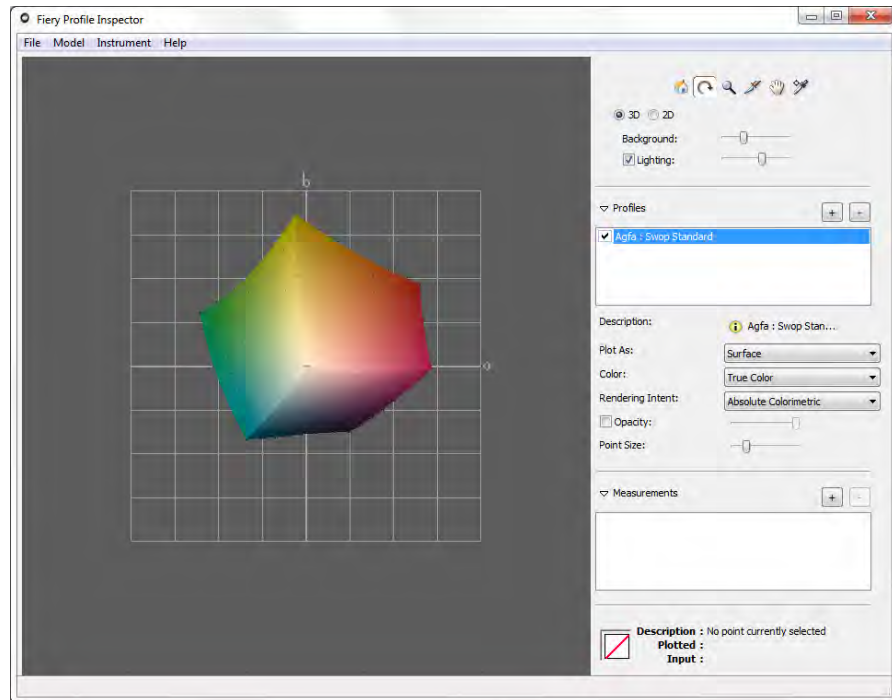 Fiery Profile Inspector
File Model Instrument Help
3D 2D
Background:
Lighting:
Profiles
+ -
Agfa : Swop Standard
Description: Agfa : Swop Stan...
Plot As: Surface
Color: True Color
Rendering Intent: Absolute Colorimetric
Opacity:
Point Size:
Measurements
+ -
Description : No point currently selected
Plotted :
Input :
b
a